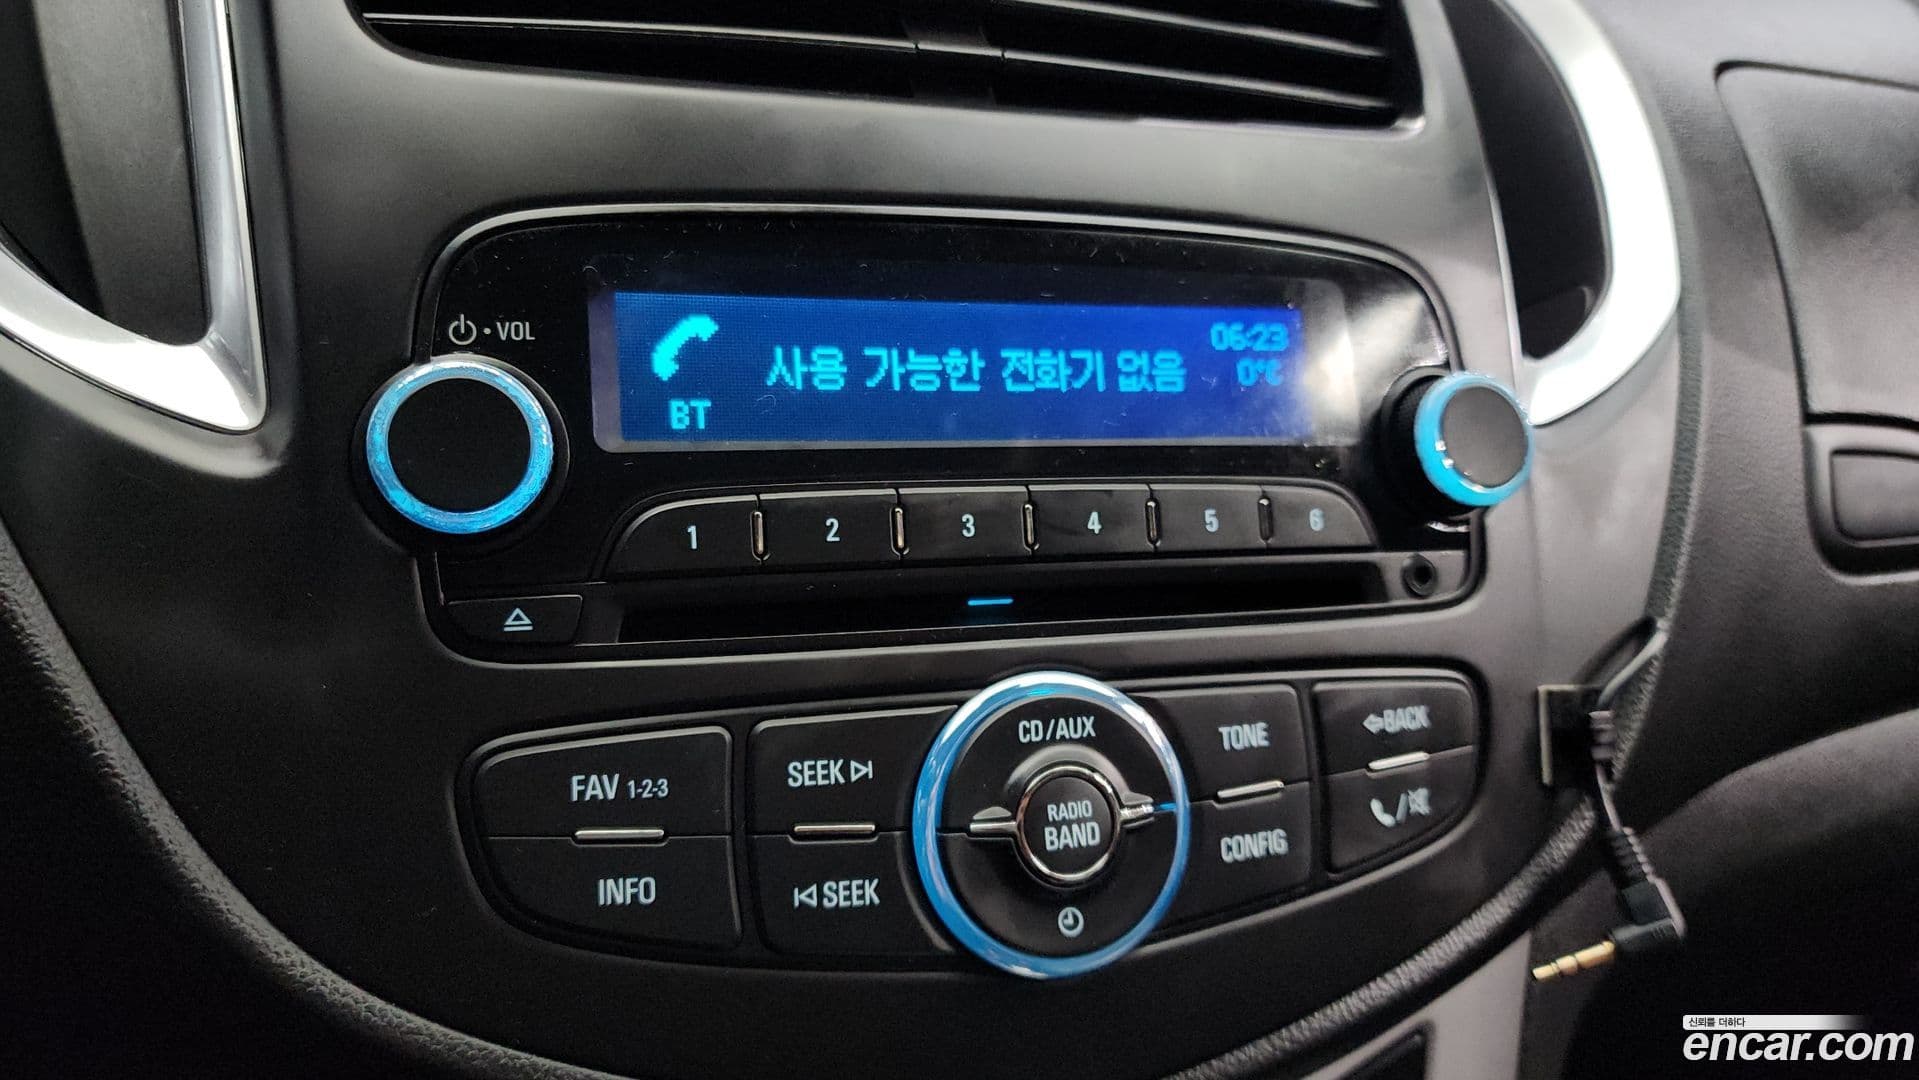 VOL
사용 가능한 전화기 없음
06:23
0°C
BT
1 2 3 4 5 6
CD/AUX
TONE
BACK
FAV 1-2-3
SEEK
RADIO
BAND
CONFIG
INFO
SEEK
신뢰를 더하다
encar.com